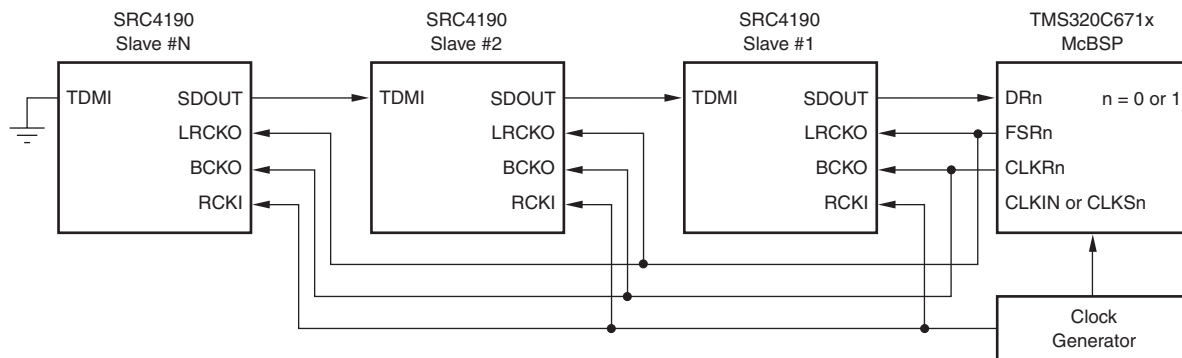 SRC4190
Slave #N
SRC4190
Slave #2
SRC4190
Slave #1
TMS320C671x
McBSP
TDMI
SDOUT
LRCKO
BCKO
RCKI
TDMI
SDOUT
LRCKO
BCKO
RCKI
TDMI
SDOUT
LRCKO
BCKO
RCKI
DRn
n = 0 or 1
FSRn
CLKRn
CLKIN or CLKSn
Clock
Generator